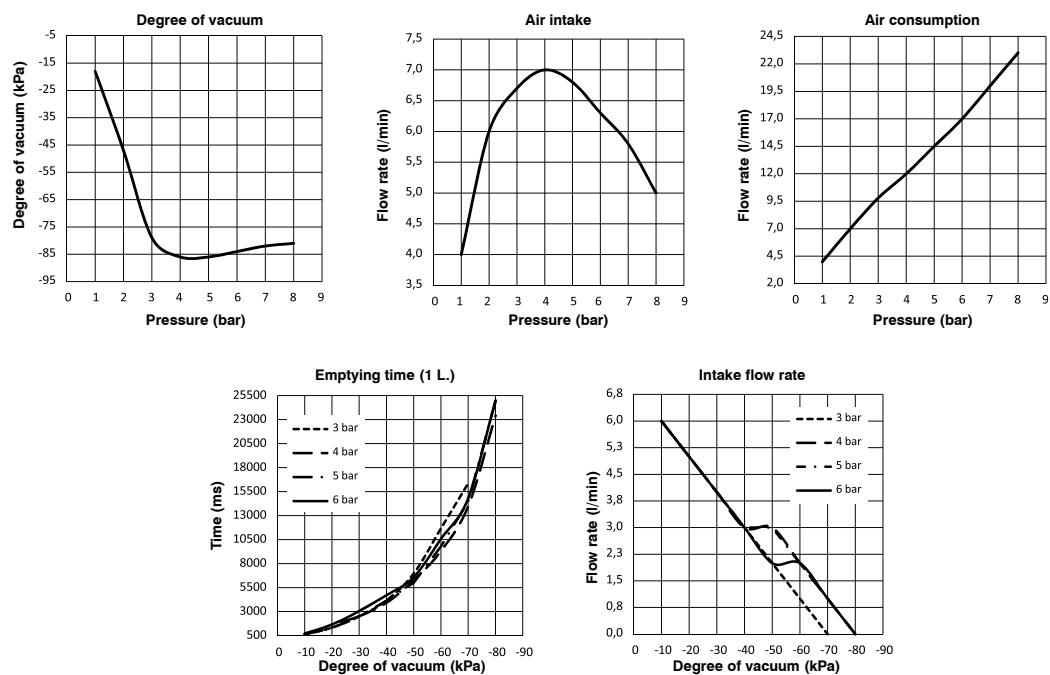 Degree of vacuum
Degree of vacuum (kPa)
-5
-15
-25
-35
-45
-55
-65
-75
-85
-95
0 1 2 3 4 5 6 7 8 9
Pressure (bar)
Air intake
Flow rate (l/min)
7,5
7,0
6,5
6,0
5,5
5,0
4,5
4,0
3,5
0 1 2 3 4 5 6 7 8 9
Pressure (bar)
Air consumption
Flow rate (l/min)
24,5
22,0
19,5
17,0
14,5
12,0
9,5
7,0
4,5
2,0
0 1 2 3 4 5 6 7 8 9
Pressure (bar)
Emptying time (1 L.)
Time (ms)
25500
23000
20500
18000
15500
13000
10500
8000
5500
3000
500
3 bar
4 bar
5 bar
6 bar
0 -10 -20 -30 -40 -50 -60 -70 -80 -90
Degree of vacuum (kPa)
Intake flow rate
Flow rate (l/min)
6,8
6,0
5,3
4,5
3,8
3,0
2,3
1,5
0,8
0,0
3 bar
4 bar
5 bar
6 bar
0 -10 -20 -30 -40 -50 -60 -70 -80 -90
Degree of vacuum (kPa)